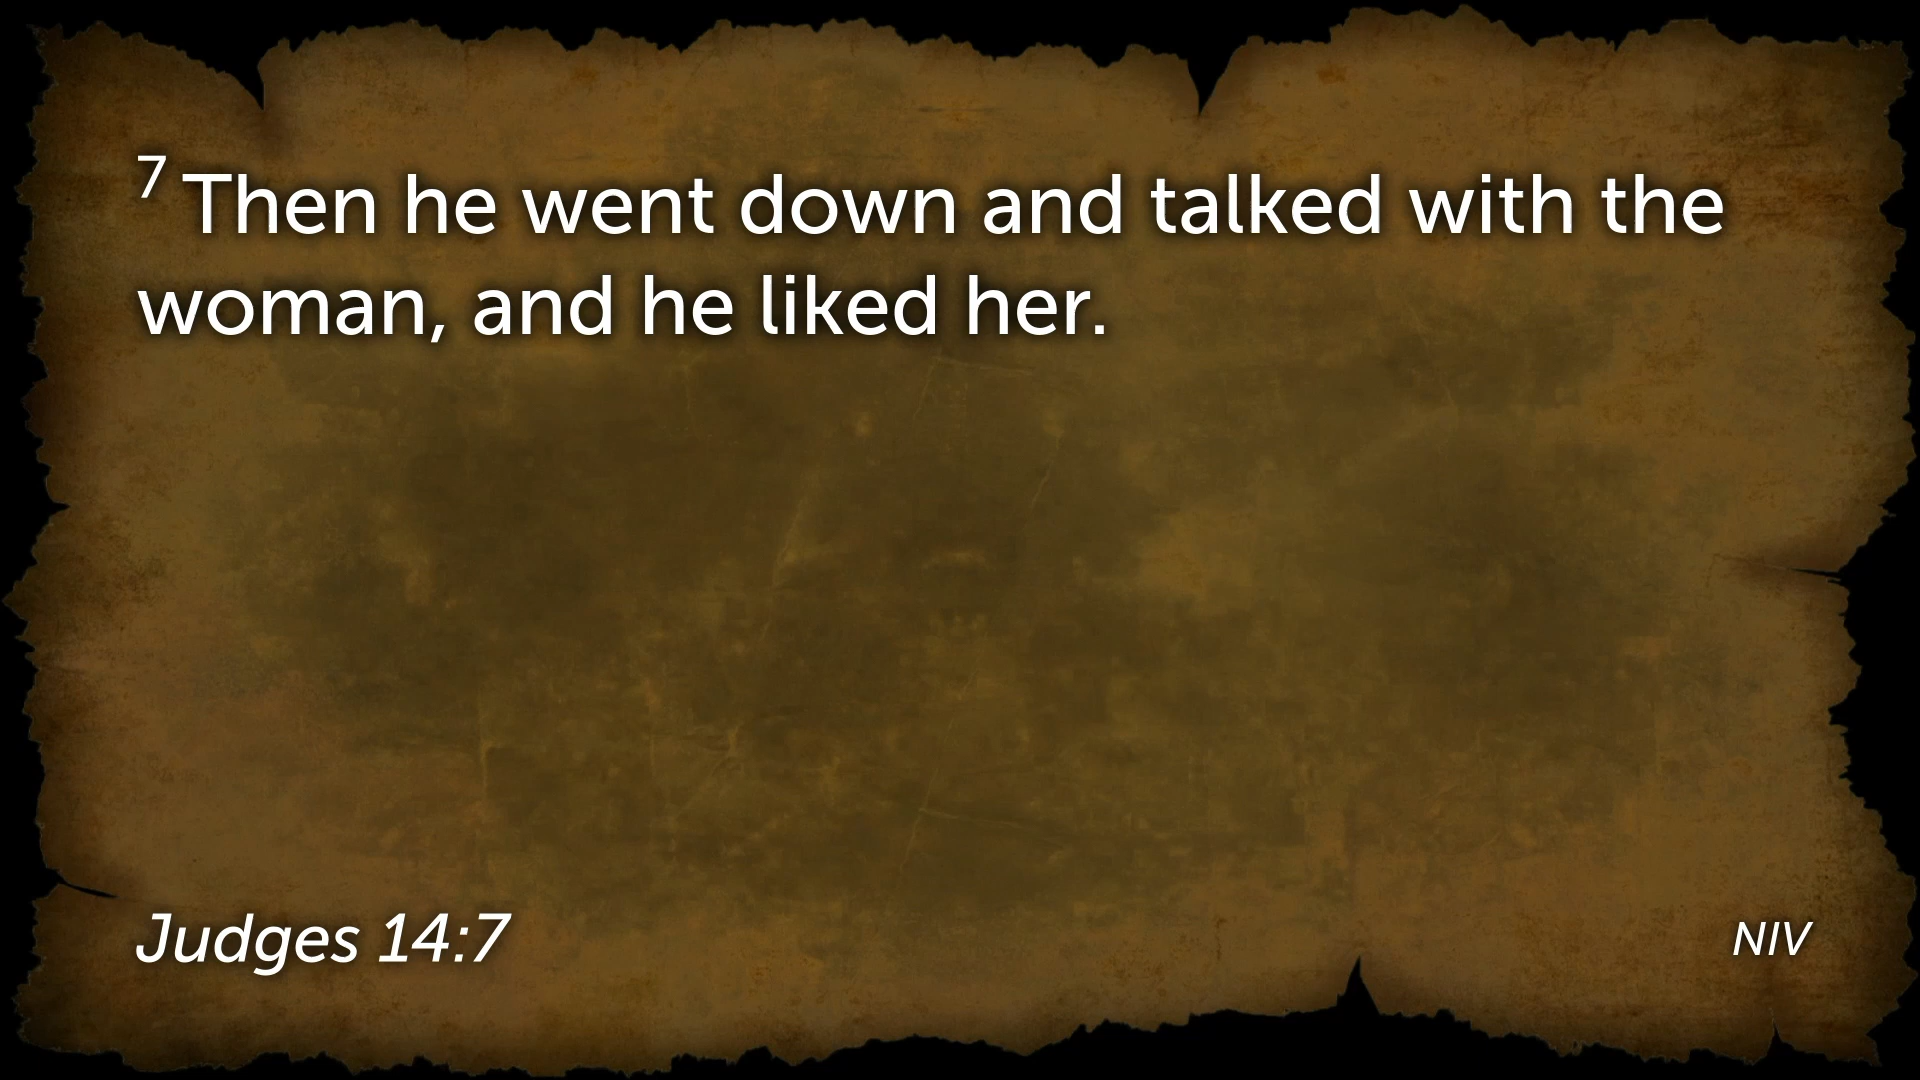 7 Then he went down and talked with the
woman, and he liked her.
Judges 14:7
NIV